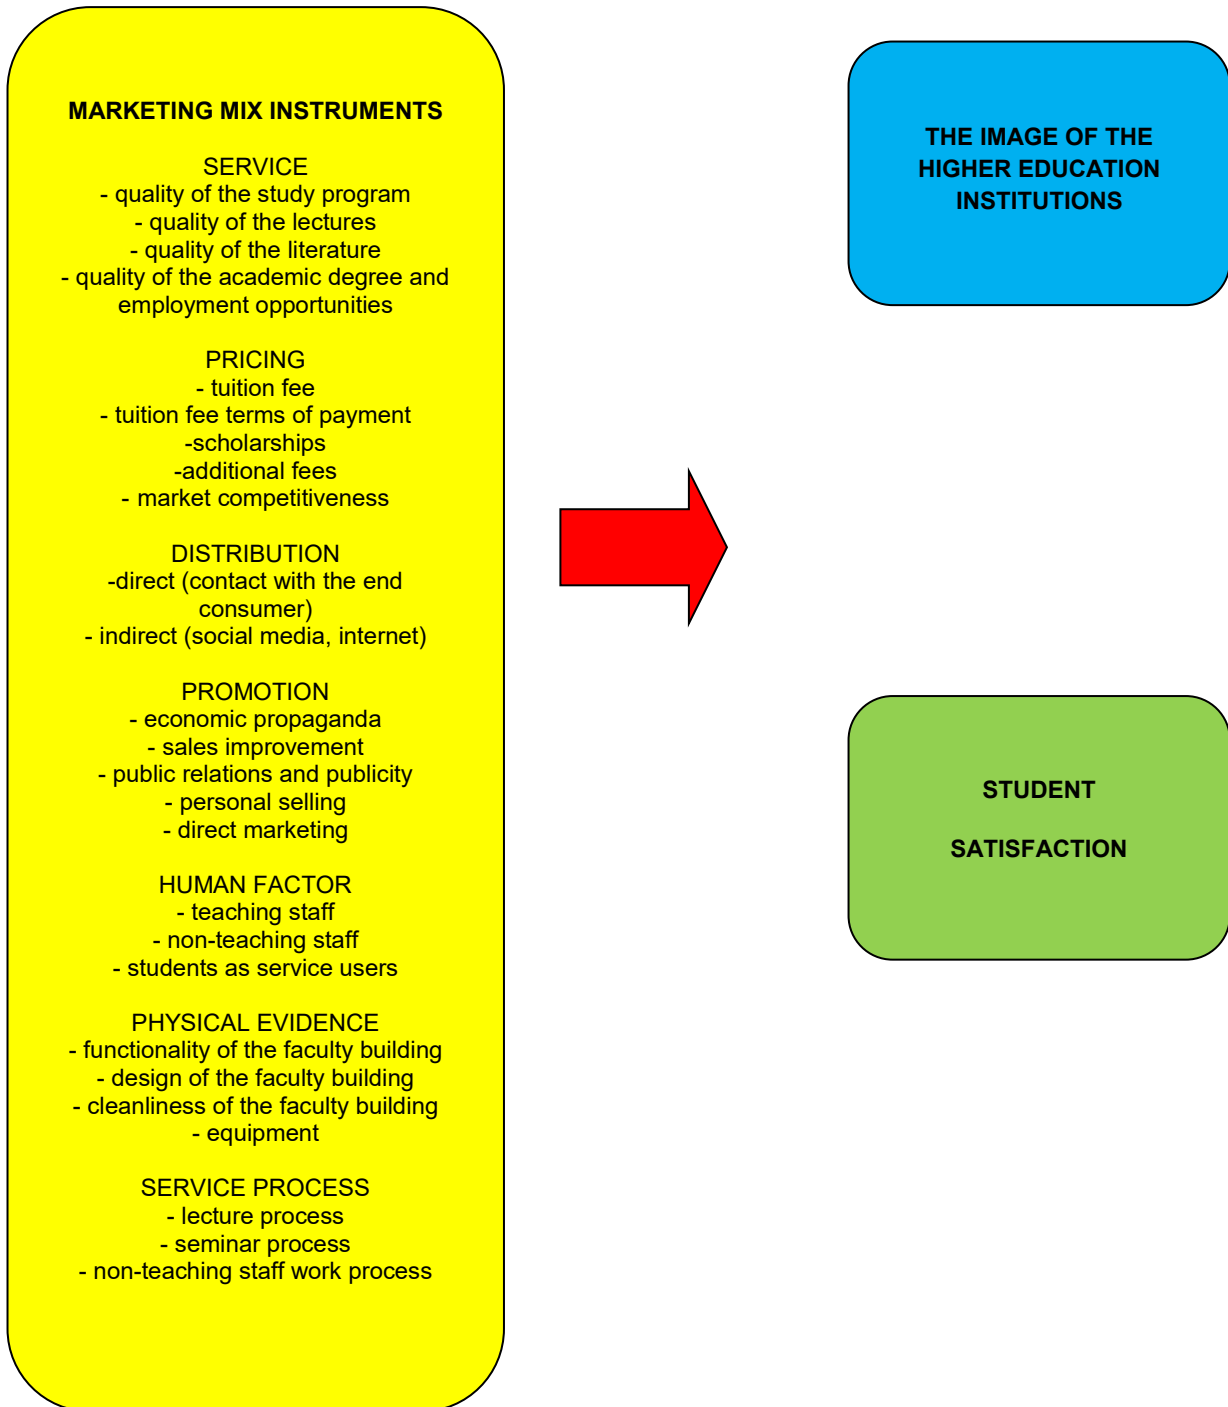 MARKETING MIX INSTRUMENTS
SERVICE
- quality of the study program
- quality of the lectures
- quality of the literature
- quality of the academic degree and
employment opportunities
PRICING
- tuition fee
- tuition fee terms of payment
-scholarships
-additional fees
- market competitiveness
DISTRIBUTION
-direct (contact with the end
consumer)
- indirect (social media, internet)
PROMOTION
- economic propaganda
- sales improvement
- public relations and publicity
- personal selling
- direct marketing
HUMAN FACTOR
- teaching staff
- non-teaching staff
- students as service users
PHYSICAL EVIDENCE
- functionality of the faculty building
- design of the faculty building
- cleanliness of the faculty building
- equipment
SERVICE PROCESS
- lecture process
- seminar process
- non-teaching staff work process
THE IMAGE OF THE
HIGHER EDUCATION
INSTITUTIONS
STUDENT
SATISFACTION